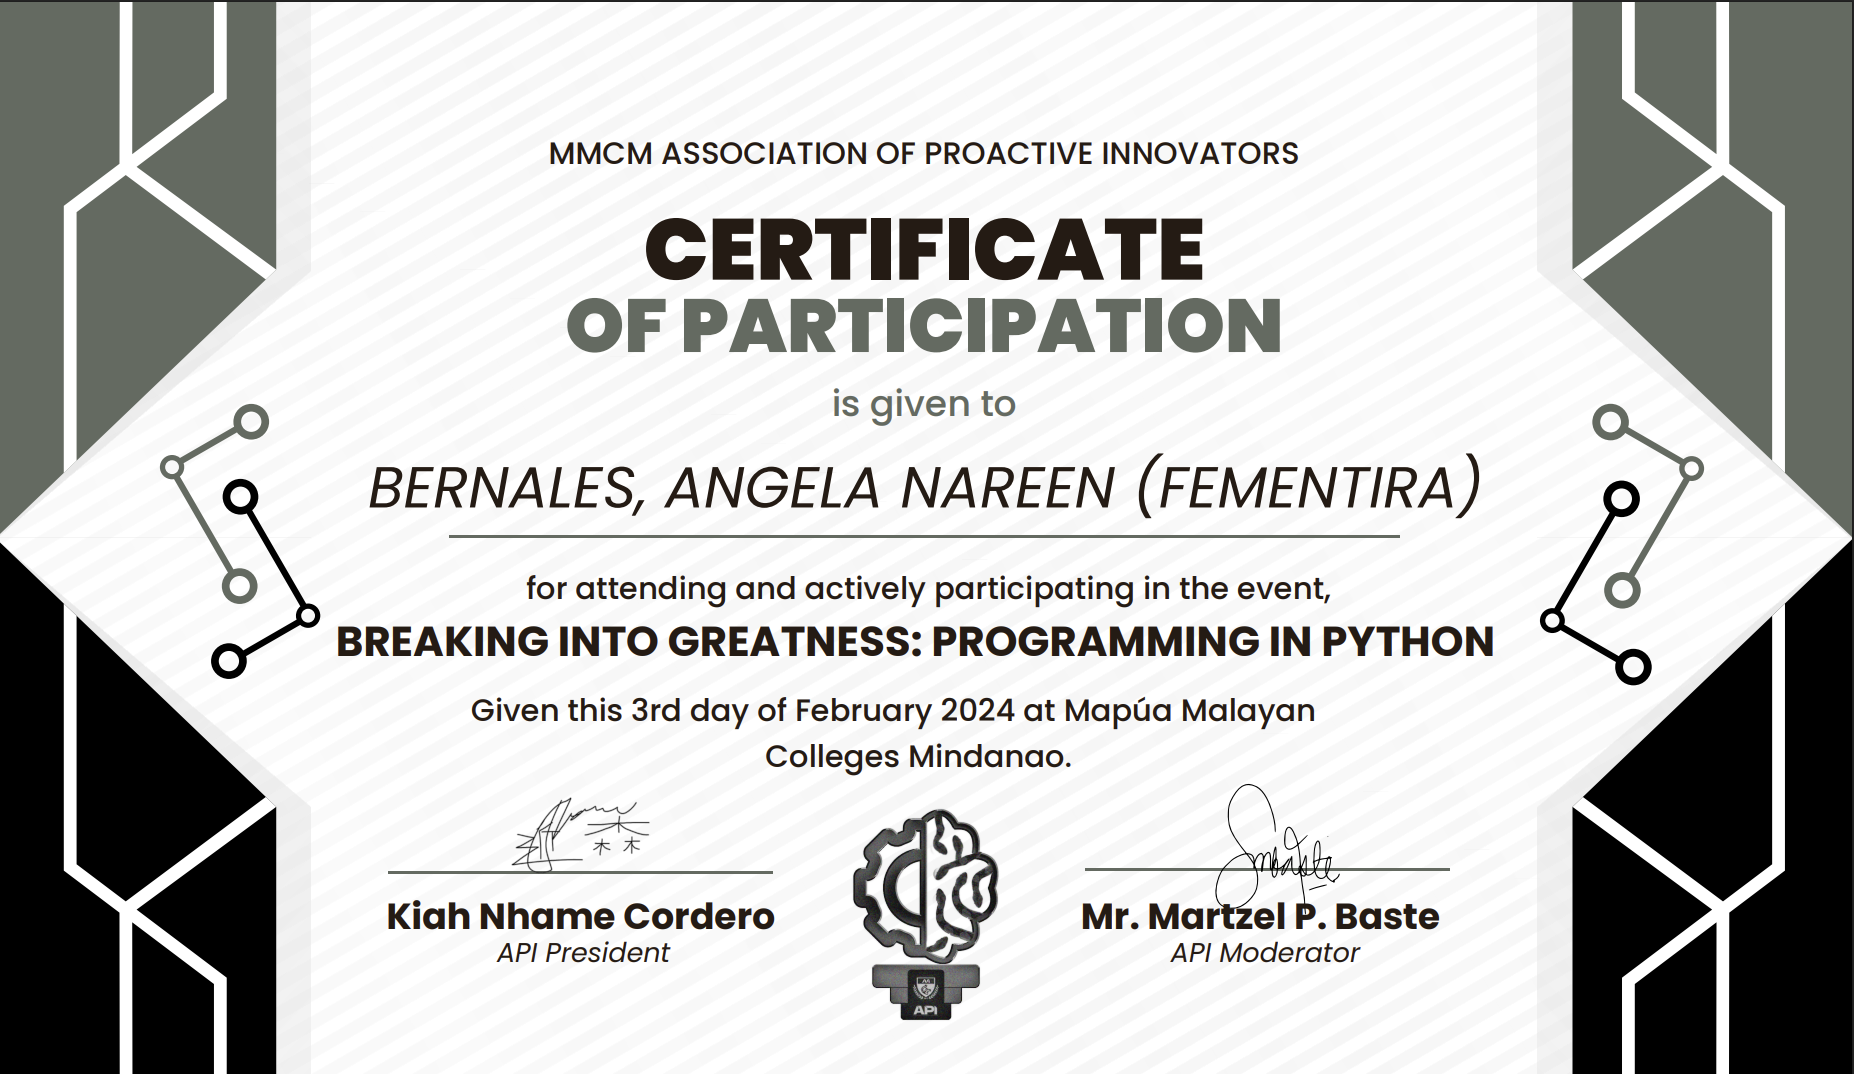 MMCM ASSOCIATION OF PROACTIVE INNOVATORS
CERTIFICATE
OF PARTICIPATION
is given to
BERNALES, ANGELA NAREEN (FEMENTIRA)
for attending and actively participating in the event,
BREAKING INTO GREATNESS: PROGRAMMING IN PYTHON
Given this 3rd day of February 2024 at Mapúa Malayan
Colleges Mindanao.
Kiah Nhame Cordero
API President
Mr. Martzel P. Baste
API Moderator
API